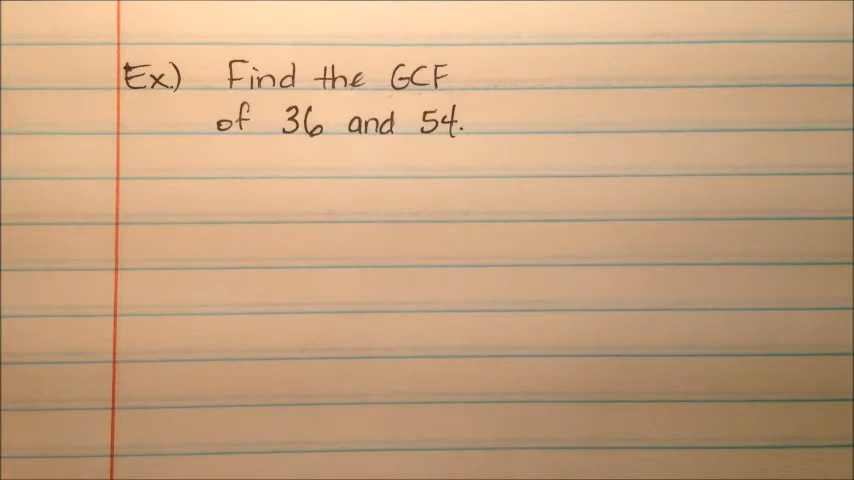 Ex.) Find the GCF
of 36 and 54.